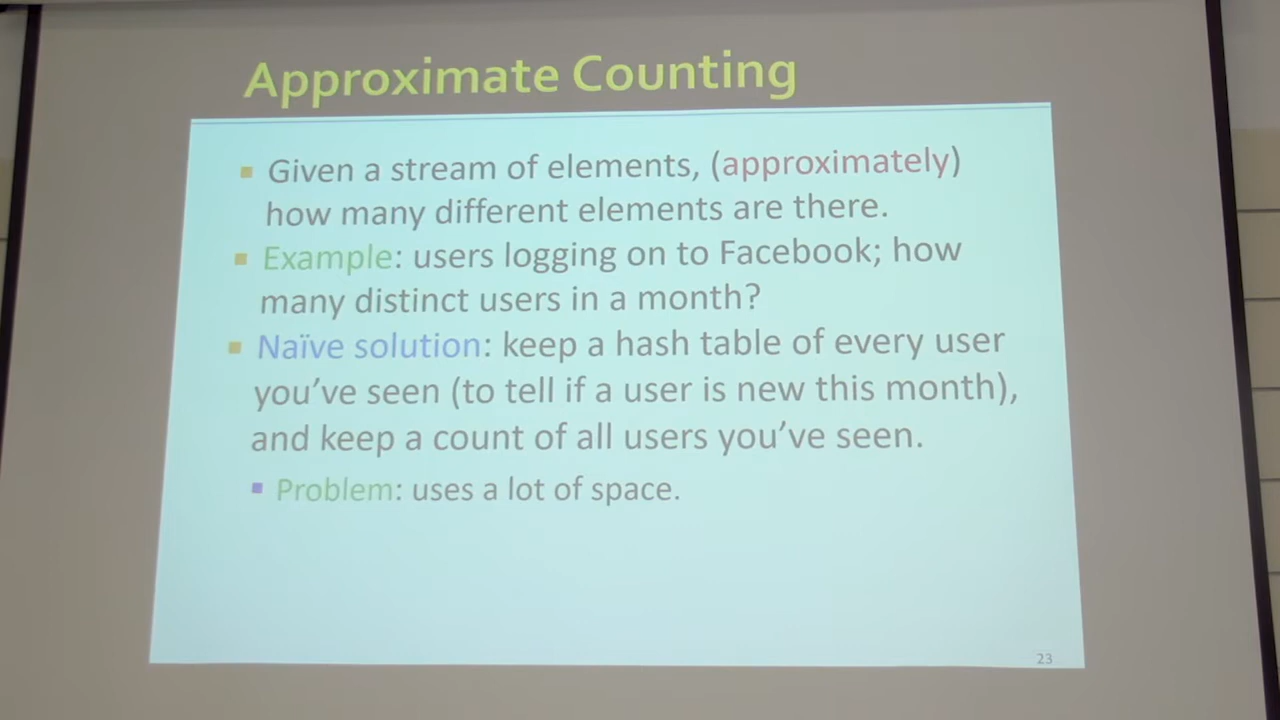 Approximate Counting
Given a stream of elements, (approximately)
how many different elements are there.
Example: users logging on to Facebook; how
many distinct users in a month?
Naïve solution: keep a hash table of every user
you’ve seen (to tell if a user is new this month),
and keep a count of all users you’ve seen.
Problem: uses a lot of space.
23